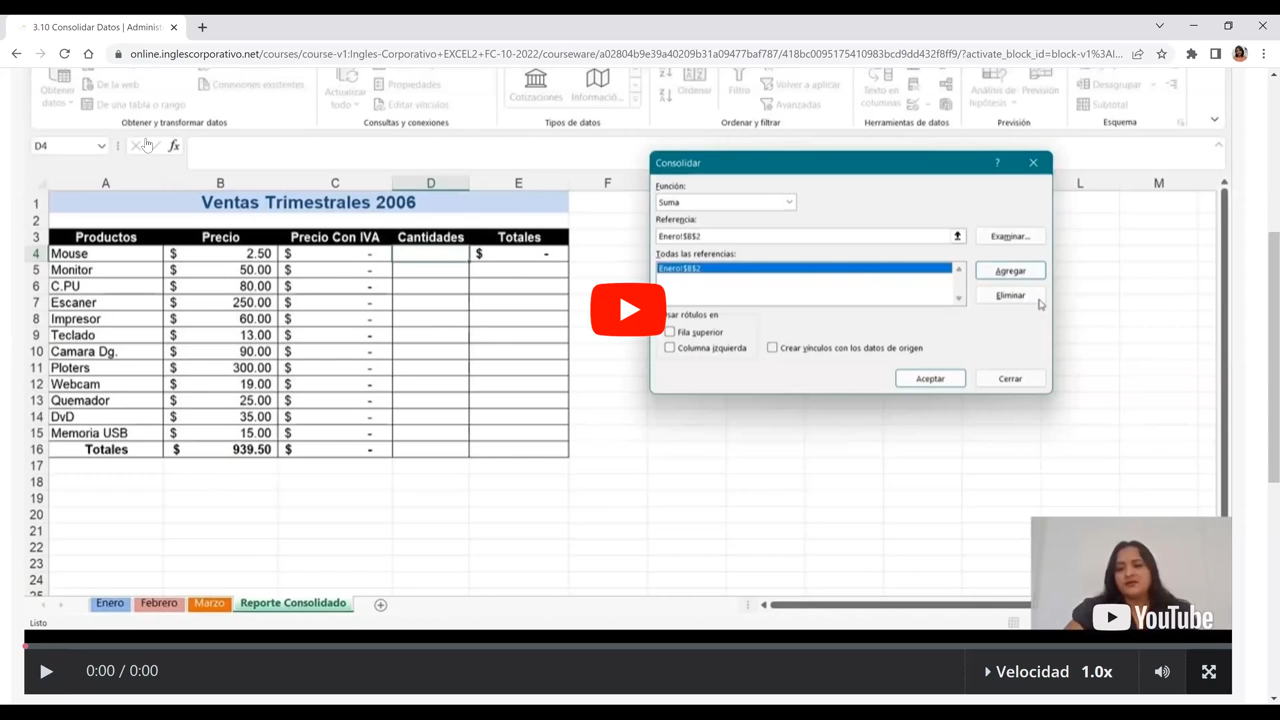 3.10 Consolidar Datos | Administ
online.inglescorporativo.net/courses/course-v1:Ingles-Corporativo+EXCEL2+FC-10-2022/courseware/a02804b9e39a40209b31a09477baf787/418bc0095175410983bcd9dd432f8ff9/?activate_block_id=block-v1%3Al...
Obtener datos
De la web
De una tabla o rango
Conexiones existentes
Actualizar todo
Propiedades
Editar vínculos
Cotizaciones
Informació...
Ordenar
Filtro
Volver a aplicar
Avanzadas
Texto en columnas
Análisis de hipótesis
Previsión
Desagrupar
Subtotal
Obtener y transformar datos
Consultas y conexiones
Tipos de datos
Ordenar y filtrar
Herramientas de datos
Previsión
Esquema
D4
fx
A B C D E F L M
1 Ventas Trimestrales 2006
2
3 Productos Precio Precio Con IVA Cantidades Totales
4 Mouse $ 2.50 $ - $ -
5 Monitor $ 50.00 $ -
6 C.PU $ 80.00 $ -
7 Escaner $ 250.00 $ -
8 Impresor $ 60.00 $ -
9 Teclado $ 13.00 $ -
10 Camara Dg. $ 90.00 $ -
11 Ploters $ 300.00 $ -
12 Webcam $ 19.00 $ -
13 Quemador $ 25.00 $ -
14 DvD $ 35.00 $ -
15 Memoria USB $ 15.00 $ -
16 Totales $ 939.50 $ -
17
18
19
20
21
22
23
24
Consolidar ?
Función:
Suma
Referencia:
Enero!$B$2
Examinar...
Todas las referencias:
Enero!$B$2
Agregar
Eliminar
Usar rótulos en
Fila superior
Columna izquierda
Crear vínculos con los datos de origen
Aceptar
Cerrar
Enero Febrero Marzo Reporte Consolidado
Listo
YouTube
0:00 / 0:00
Velocidad 1.0x